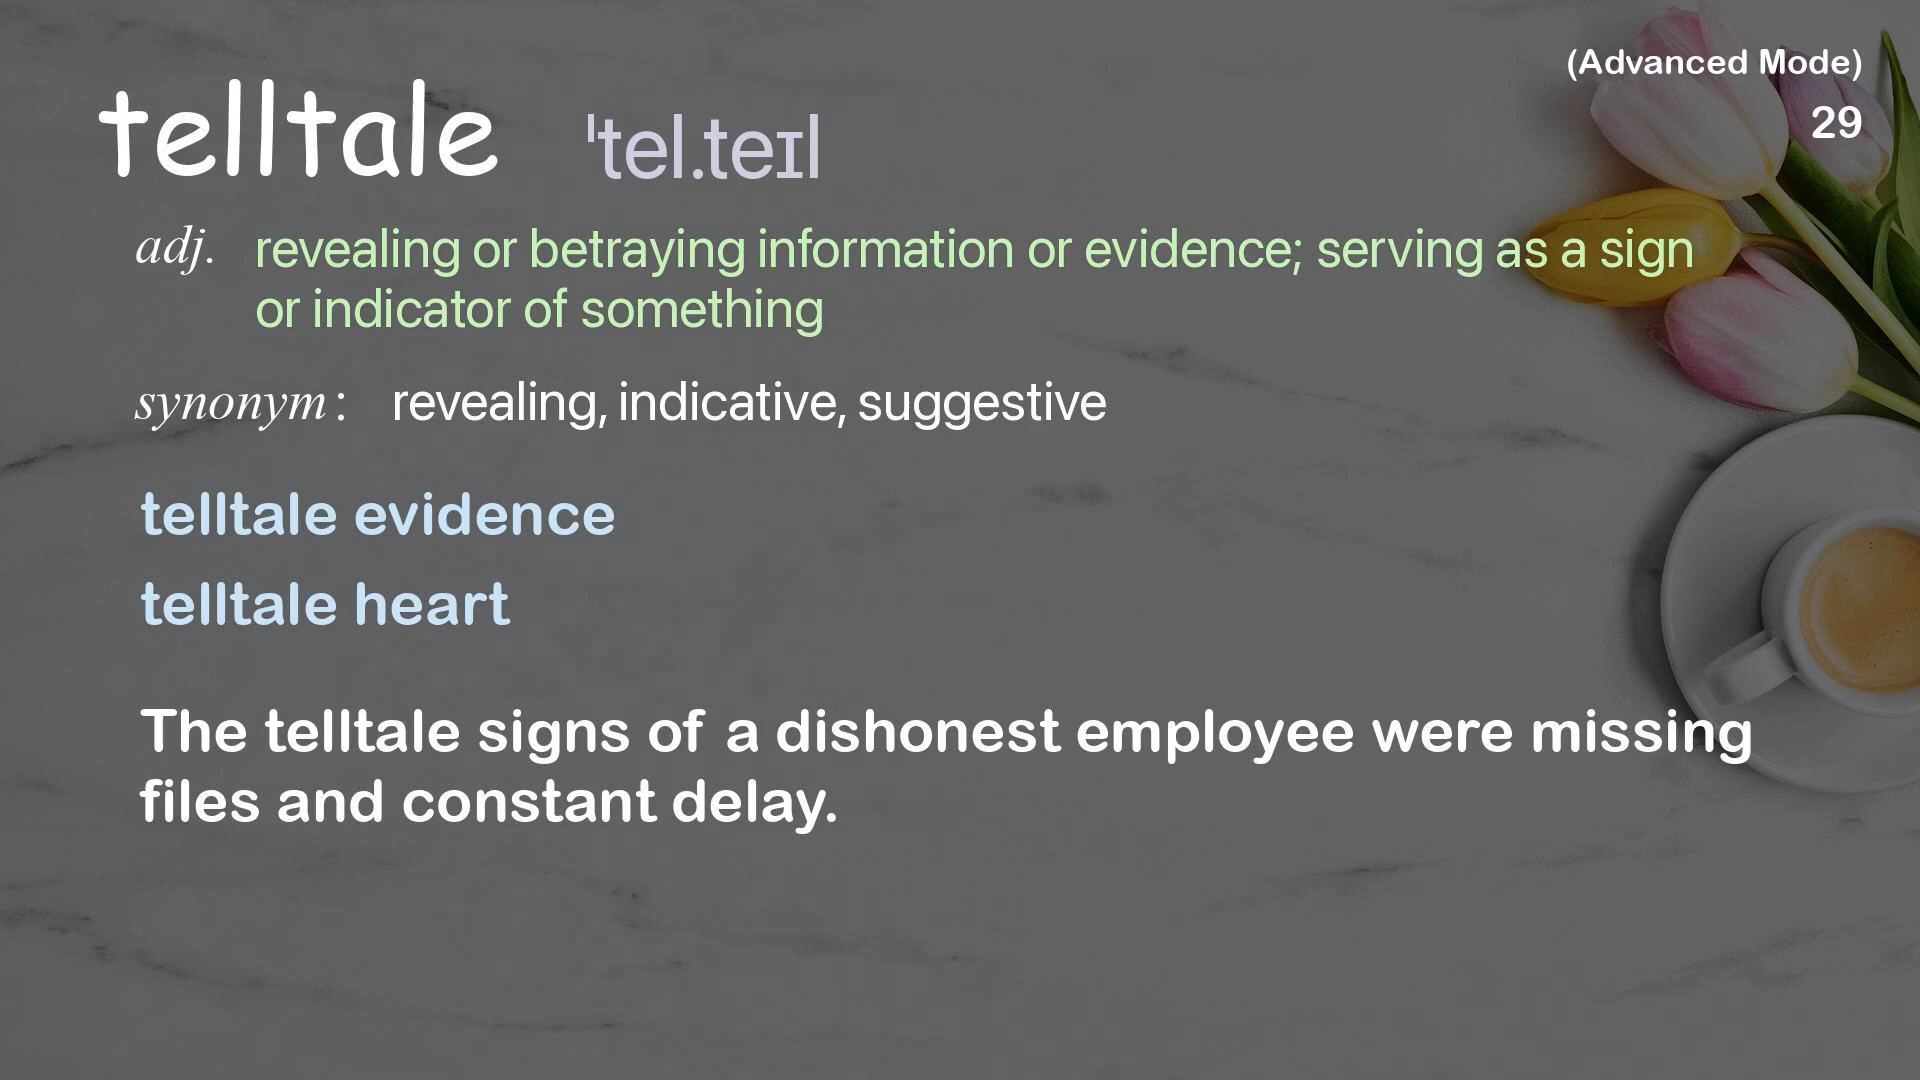 (Advanced Mode)
29
telltale ˈtel.teɪl
adj. revealing or betraying information or evidence; serving as a sign
or indicator of something
synonym: revealing, indicative, suggestive
telltale evidence
telltale heart
The telltale signs of a dishonest employee were missing
files and constant delay.